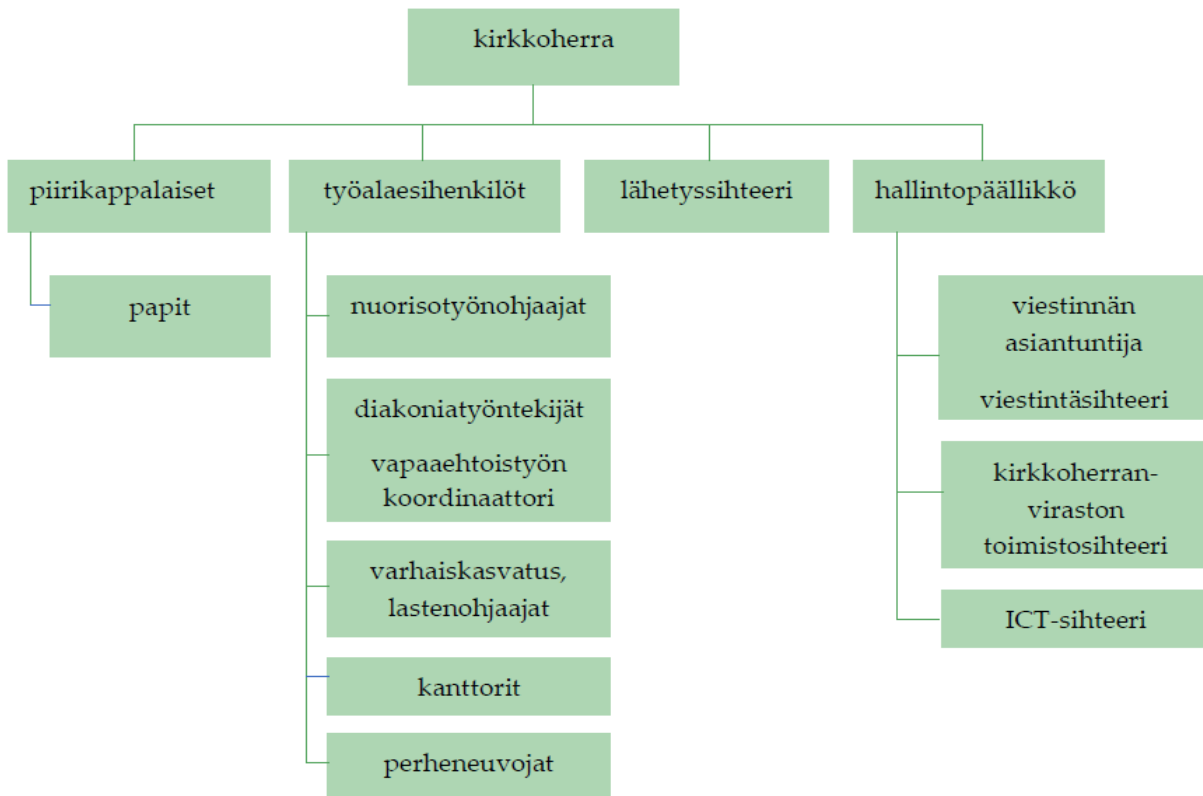 kirkkoherra
piirikappalaiset
työalaesihenkilöt
lähetyssihteeri
hallintopäällikkö
papit
nuorisotyönohjaajat
diakoniatyöntekijät
vapaaehtoistyön
koordinaattori
varhaiskasvatus,
lastenohjaajat
kanttorit
perheneuvojat
viestinnän
asiantuntija
viestintäsihteeri
kirkkoherran-
viraston
toimistosihteeri
ICT-sihteeri